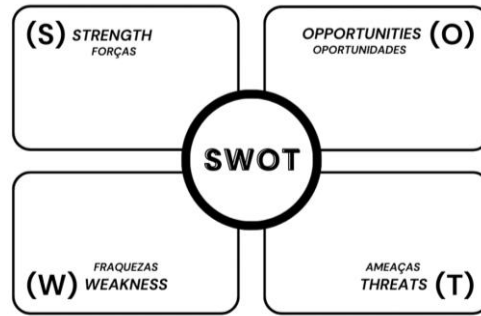 (S) STRENGTH
FORÇAS
OPPORTUNITIES (O)
OPORTUNIDADES
SWOT
FRAQUEZAS
(W) WEAKNESS
AMEAÇAS
THREATS (T)